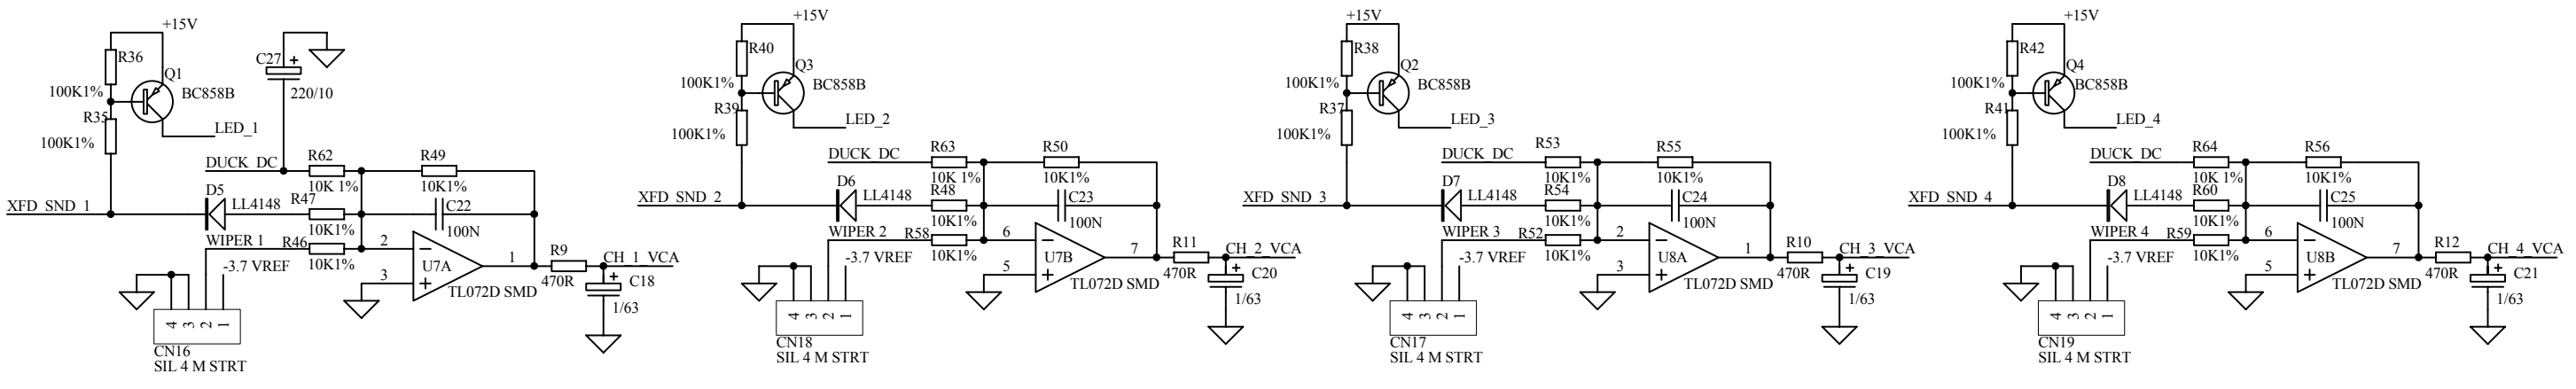 +15V
R36
Q1
100K1%
BC858B
R35
100K1%
LED_1
C27
+
220/10
DUCK_DC
R62
10K 1%
R49
10K1%
XFD_SND_1
D5
LL4148
R47
10K1%
C22
100N
WIPER 1
R46
10K1%
-3.7 VREF
2
3
1
U7A
TL072D SMD
R9
470R
CH_1_VCA
+
C18
1/63
4 3 2 1
CN16
SIL 4 M STRT
+15V
R40
Q3
100K1%
BC858B
R39
100K1%
LED_2
DUCK_DC
R63
10K 1%
R50
10K1%
XFD_SND_2
D6
LL4148
R48
10K1%
C23
100N
WIPER 2
R58
10K1%
-3.7 VREF
6
5
7
U7B
TL072D SMD
R11
470R
CH_2_VCA
+
C20
1/63
4 3 2 1
CN18
SIL 4 M STRT
+15V
R38
Q2
100K1%
BC858B
R37
100K1%
LED_3
DUCK_DC
R53
10K 1%
R55
10K1%
XFD_SND_3
D7
LL4148
R54
10K1%
C24
100N
WIPER 3
R52
10K1%
-3.7 VREF
2
3
1
U8A
TL072D SMD
R10
470R
CH_3_VCA
+
C19
1/63
4 3 2 1
CN17
SIL 4 M STRT
+15V
R42
Q4
100K1%
BC858B
R41
100K1%
LED_4
DUCK_DC
R64
10K 1%
R56
10K1%
XFD_SND_4
D8
LL4148
R60
10K1%
C25
100N
WIPER 4
R59
10K1%
-3.7 VREF
6
5
7
U8B
TL072D SMD
R12
470R
CH_4_VCA
+
C21
1/63
4 3 2 1
CN19
SIL 4 M STRT